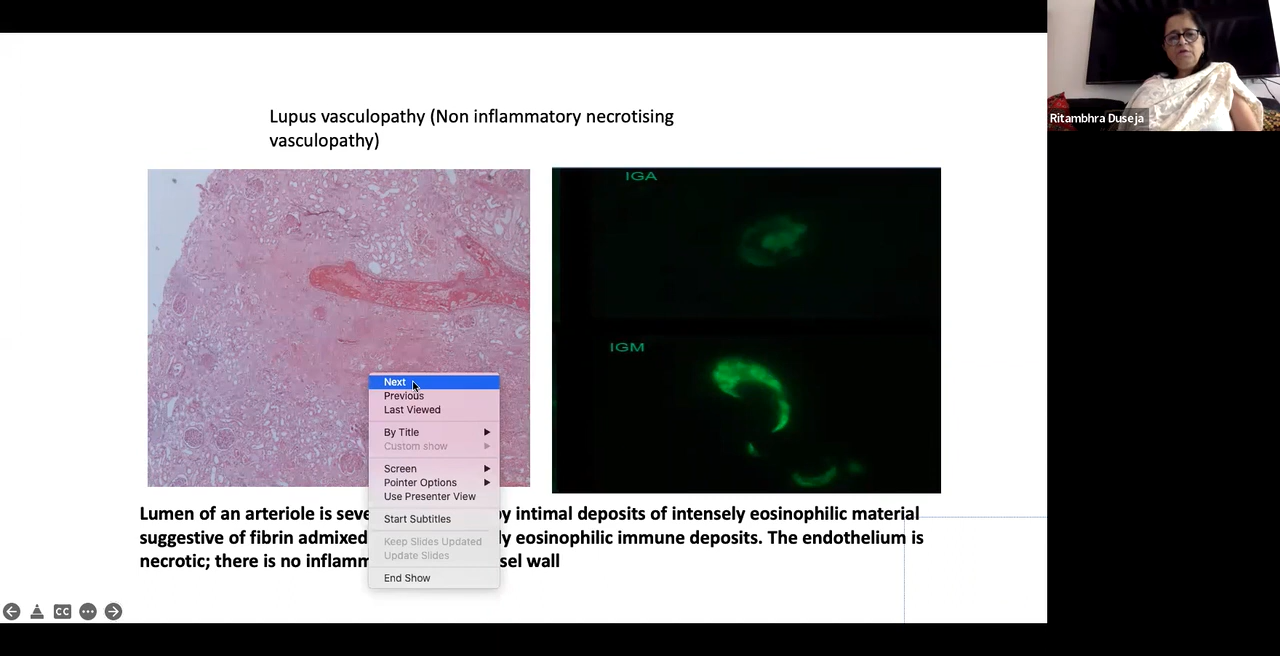 Lupus vasculopathy (Non inflammatory necrotising
vasculopathy)
Ritambhra Duseja
IGA
IGM
Next
Previous
Last Viewed
By Title
Custom show
Screen
Pointer Options
Use Presenter View
Start Subtitles
Keep Slides Updated
Update Slides
End Show
Lumen of an arteriole is seve by intimal deposits of intensely eosinophilic material
suggestive of fibrin admixed ly eosinophilic immune deposits. The endothelium is
necrotic; there is no inflamm sel wall
CC